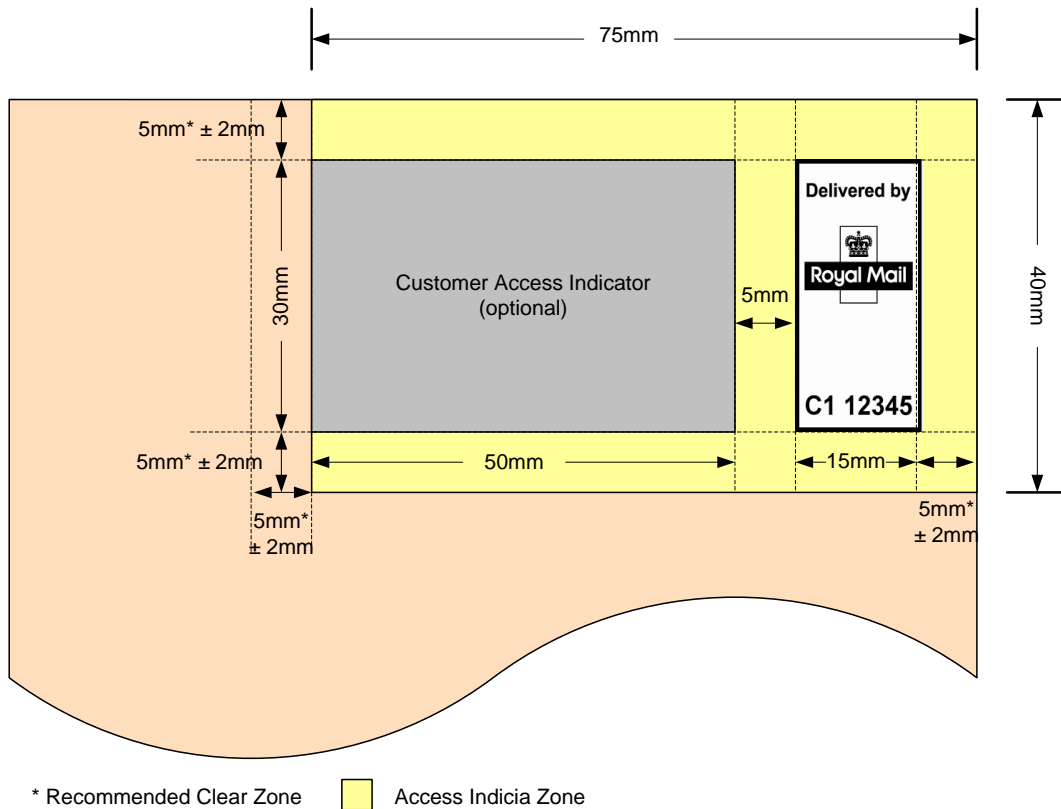 75mm
5mm* ± 2mm
Delivered by
Royal Mail
30mm
Customer Access Indicator
(optional)
5mm
40mm
C1 12345
5mm* ± 2mm
50mm
15mm
5mm*
± 2mm
5mm*
± 2mm
* Recommended Clear Zone
Access Indicia Zone